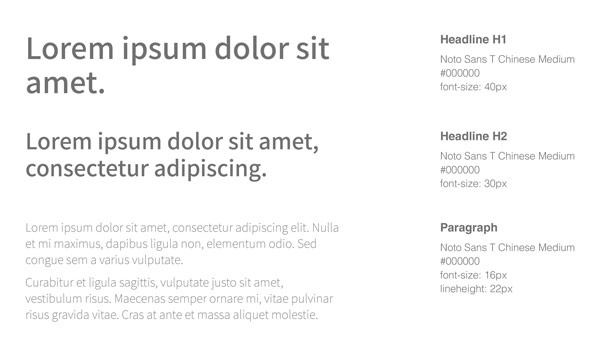 Lorem ipsum dolor sit
amet.
Headline H1
Noto Sans T Chinese Medium
#000000
font-size: 40px
Lorem ipsum dolor sit amet,
consectetur adipiscing.
Headline H2
Noto Sans T Chinese Medium
#000000
font-size: 30px
Lorem ipsum dolor sit amet, consectetur adipiscing elit. Nulla
et mi maximus, dapibus ligula non, elementum odio. Sed
congue sem a varius vulputate.
Curabitur et ligula sagittis, vulputate justo sit amet,
vestibulum risus. Maecenas semper ornare mi, vitae pulvinar
risus gravida vitae. Cras at ante et massa aliquet molestie.
Paragraph
Noto Sans T Chinese Medium
#000000
font-size: 16px
lineheight: 22px